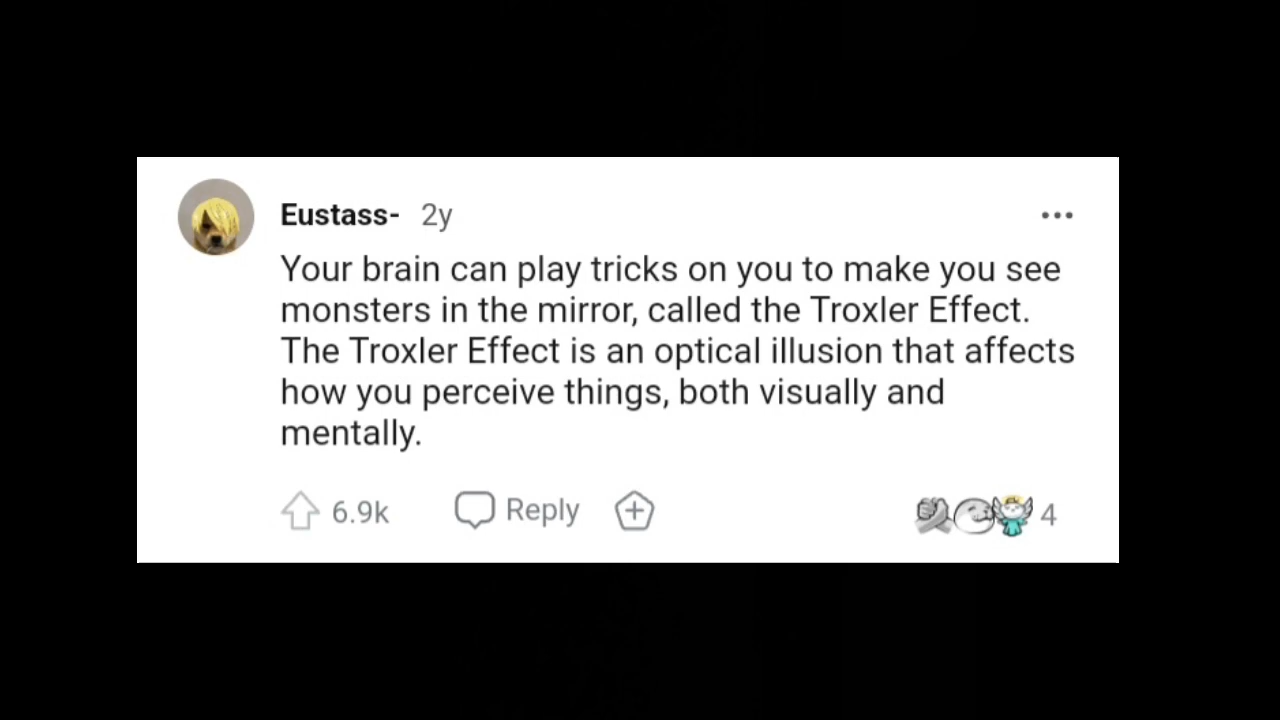 Eustass- 2y
Your brain can play tricks on you to make you see
monsters in the mirror, called the Troxler Effect.
The Troxler Effect is an optical illusion that affects
how you perceive things, both visually and
mentally.
6.9k Reply 4